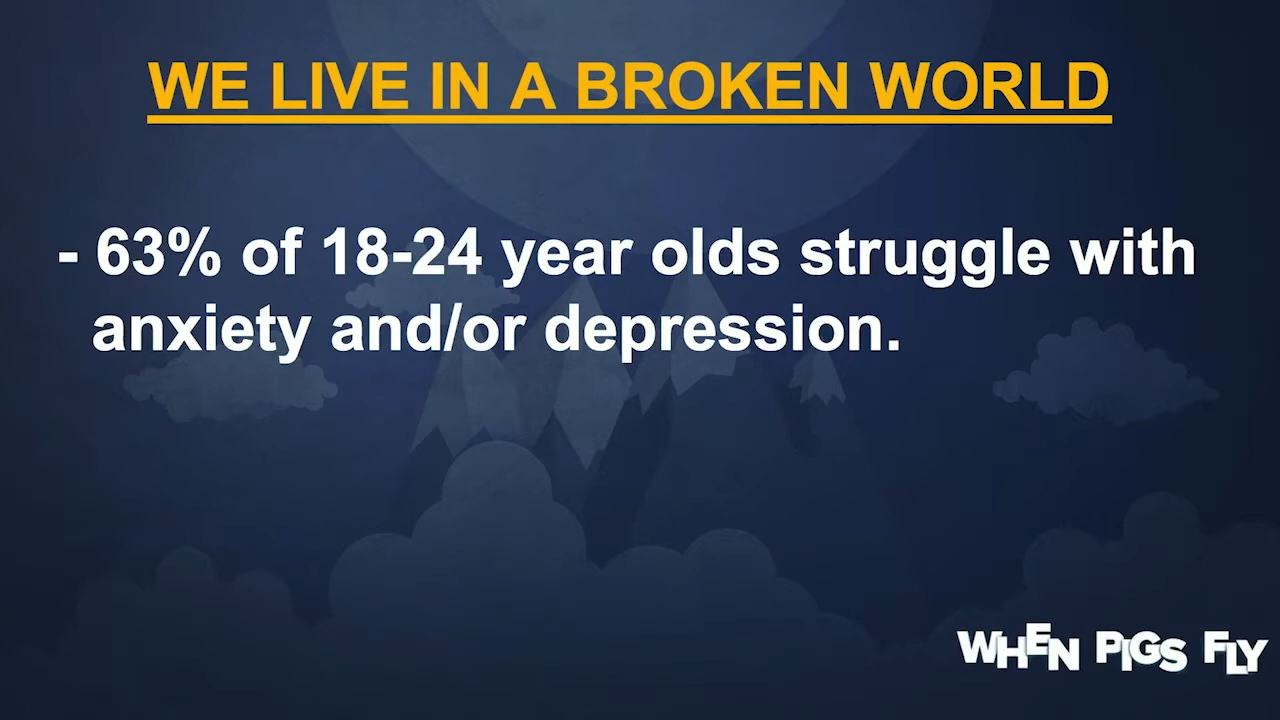 WE LIVE IN A BROKEN WORLD
- 63% of 18-24 year olds struggle with
anxiety and/or depression.
WHEN PIGS FLY